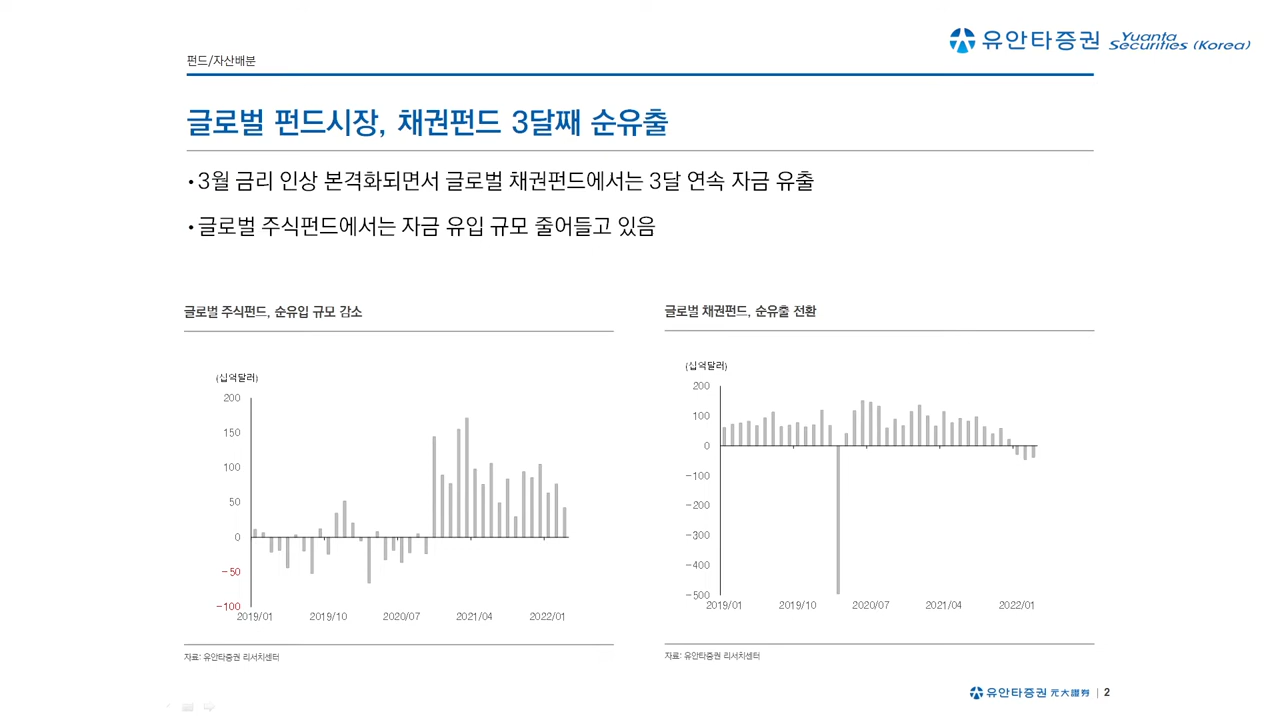 유안타증권 Yuanta Securities (Korea)
펀드/자산배분
글로벌 펀드시장, 채권펀드 3달째 순유출
•3월 금리 인상 본격화되면서 글로벌 채권펀드에서는 3달 연속 자금 유출
•글로벌 주식펀드에서는 자금 유입 규모 줄어들고 있음
글로벌 주식펀드, 순유입 규모 감소
(십억달러)
200
150
100
50
0
-50
-100
2019/01 2019/10 2020/07 2021/04 2022/01
자료: 유안타증권 리서치센터
글로벌 채권펀드, 순유출 전환
(십억달러)
200
100
0
-100
-200
-300
-400
-500
2019/01 2019/10 2020/07 2021/04 2022/01
자료: 유안타증권 리서치센터
유안타증권 元大證券 | 2